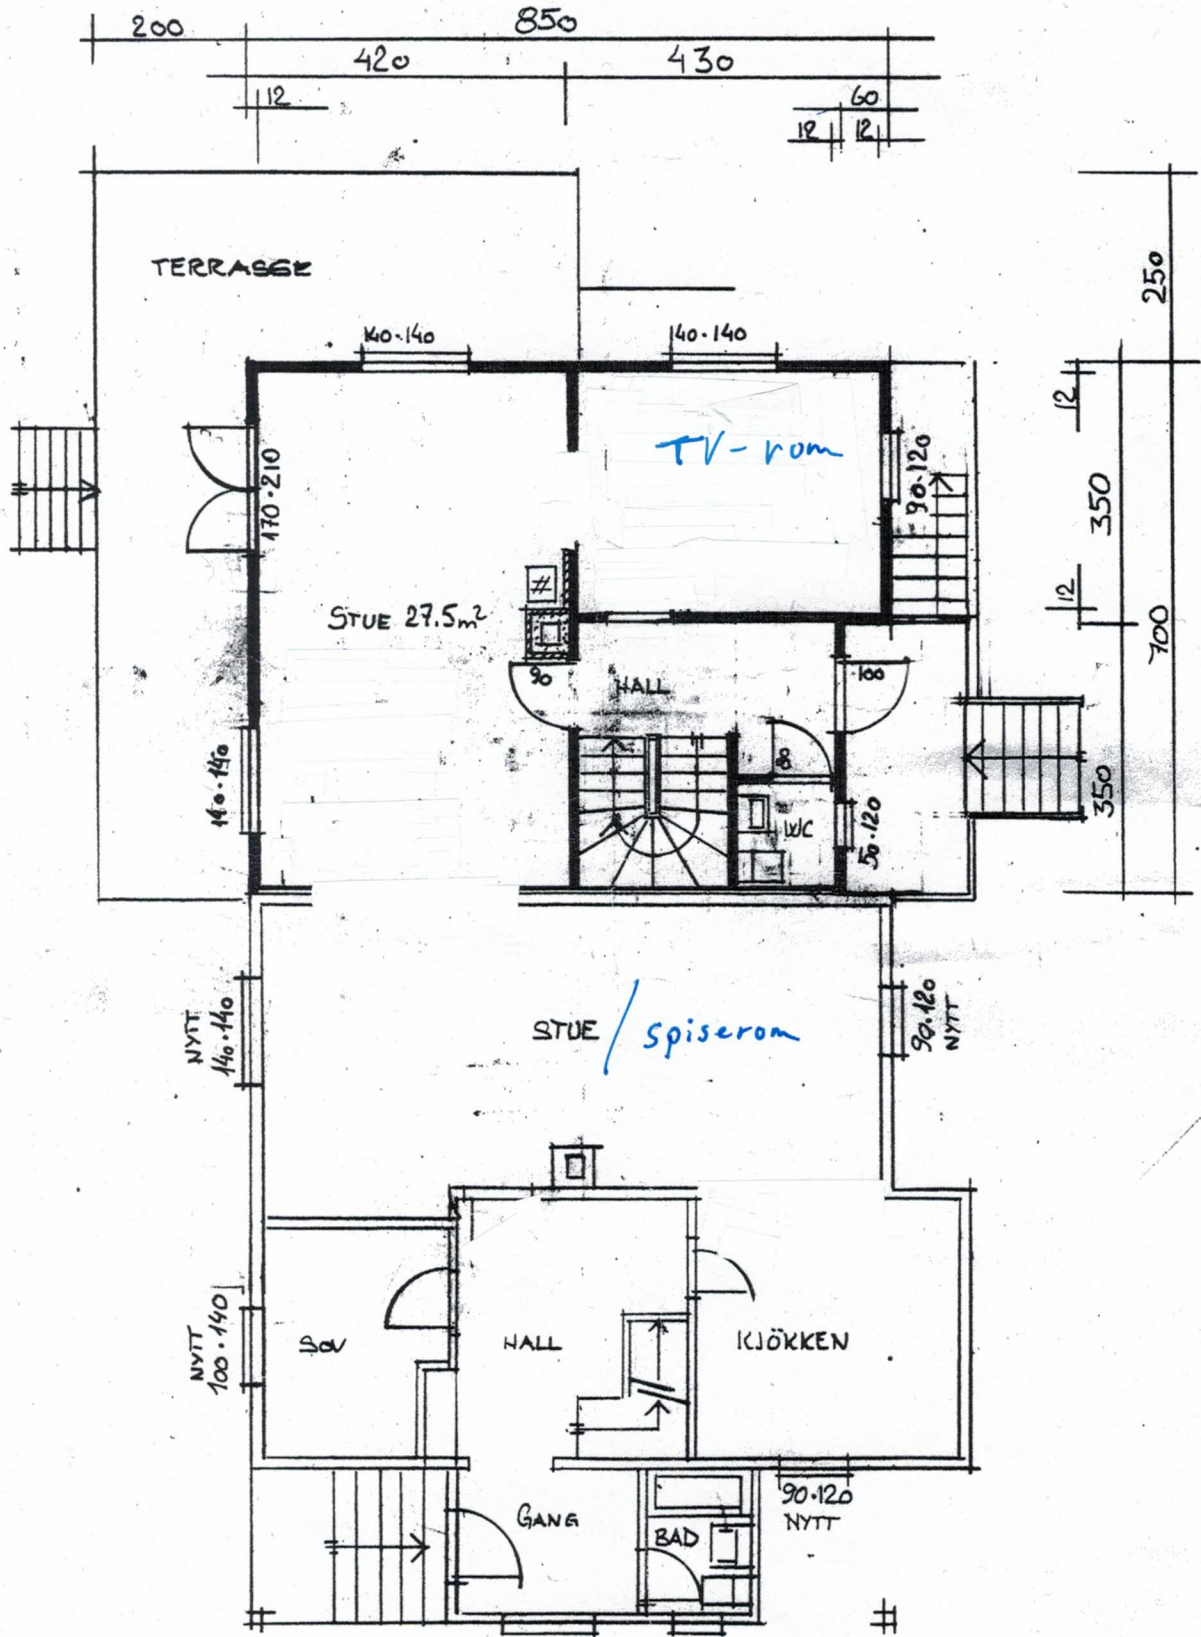 200
850
420
430
12
60
12
12
TERRASSE
250
140·140
140·140
12
TV-rom
170·210
90·120
350
STUE 27.5m²
12
700
90
HALL
100
140·140
80
WC
50·120
350
NYTT
140·140
STUE / spiserom
90·120
NYTT
NYTT
100·140
SOV
HALL
KJÖKKEN
GANG
BAD
90·120
NYTT